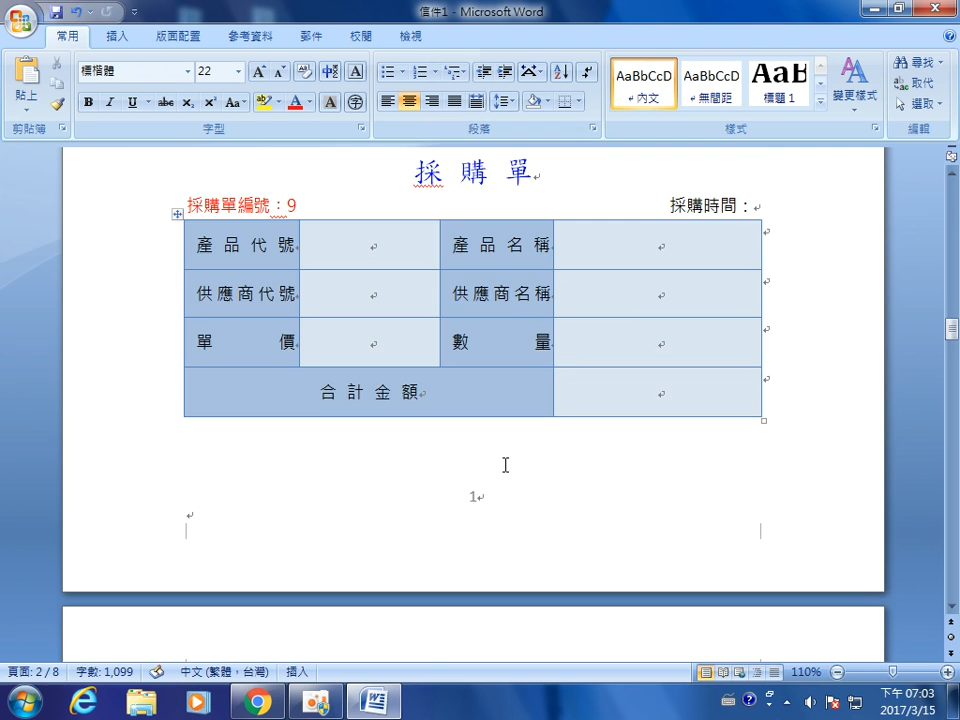 信件1 - Microsoft Word
常用 插入 版面配置 參考資料 郵件 校閱 檢視
標楷體 22
貼上
B I U abc X₂ X² Aa A A
AaBbCcD AaBbCcD AaB
內文 無間距 標題 1
變更樣式
尋找
取代
選取
剪貼簿 字型 段落 樣式 編輯
採 購 單
採購單編號：9 採購時間：
產品代號 產品名稱
供應商代號 供應商名稱
單 價 數 量
合計金額
1
頁面: 2/8 字數: 1,099 中文 (繁體，台灣) 插入 110%
下午 07:03
2017/3/15